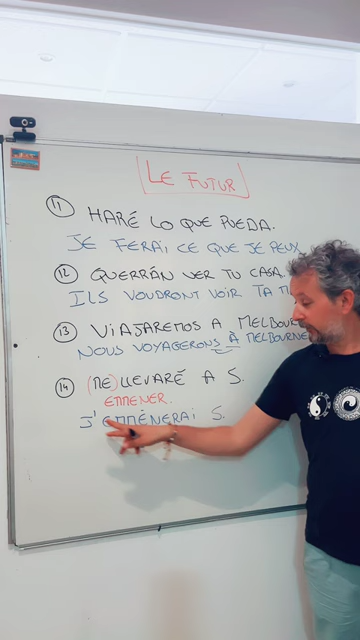 LE FUTUR
11 HARÉ LO QUE PUEDA.
JE FERAI CE QUE JE PEUX
12 QUERRÁN VER TU CASA.
ILS VOUDRONT VOIR TA
13 VIAJAREMOS A MELBOUR
NOUS VOYAGERONS À MELBOURNE
14 (ME) LLEVARÉ A S.
EMMENER.
J'EMMÈNERAI S.